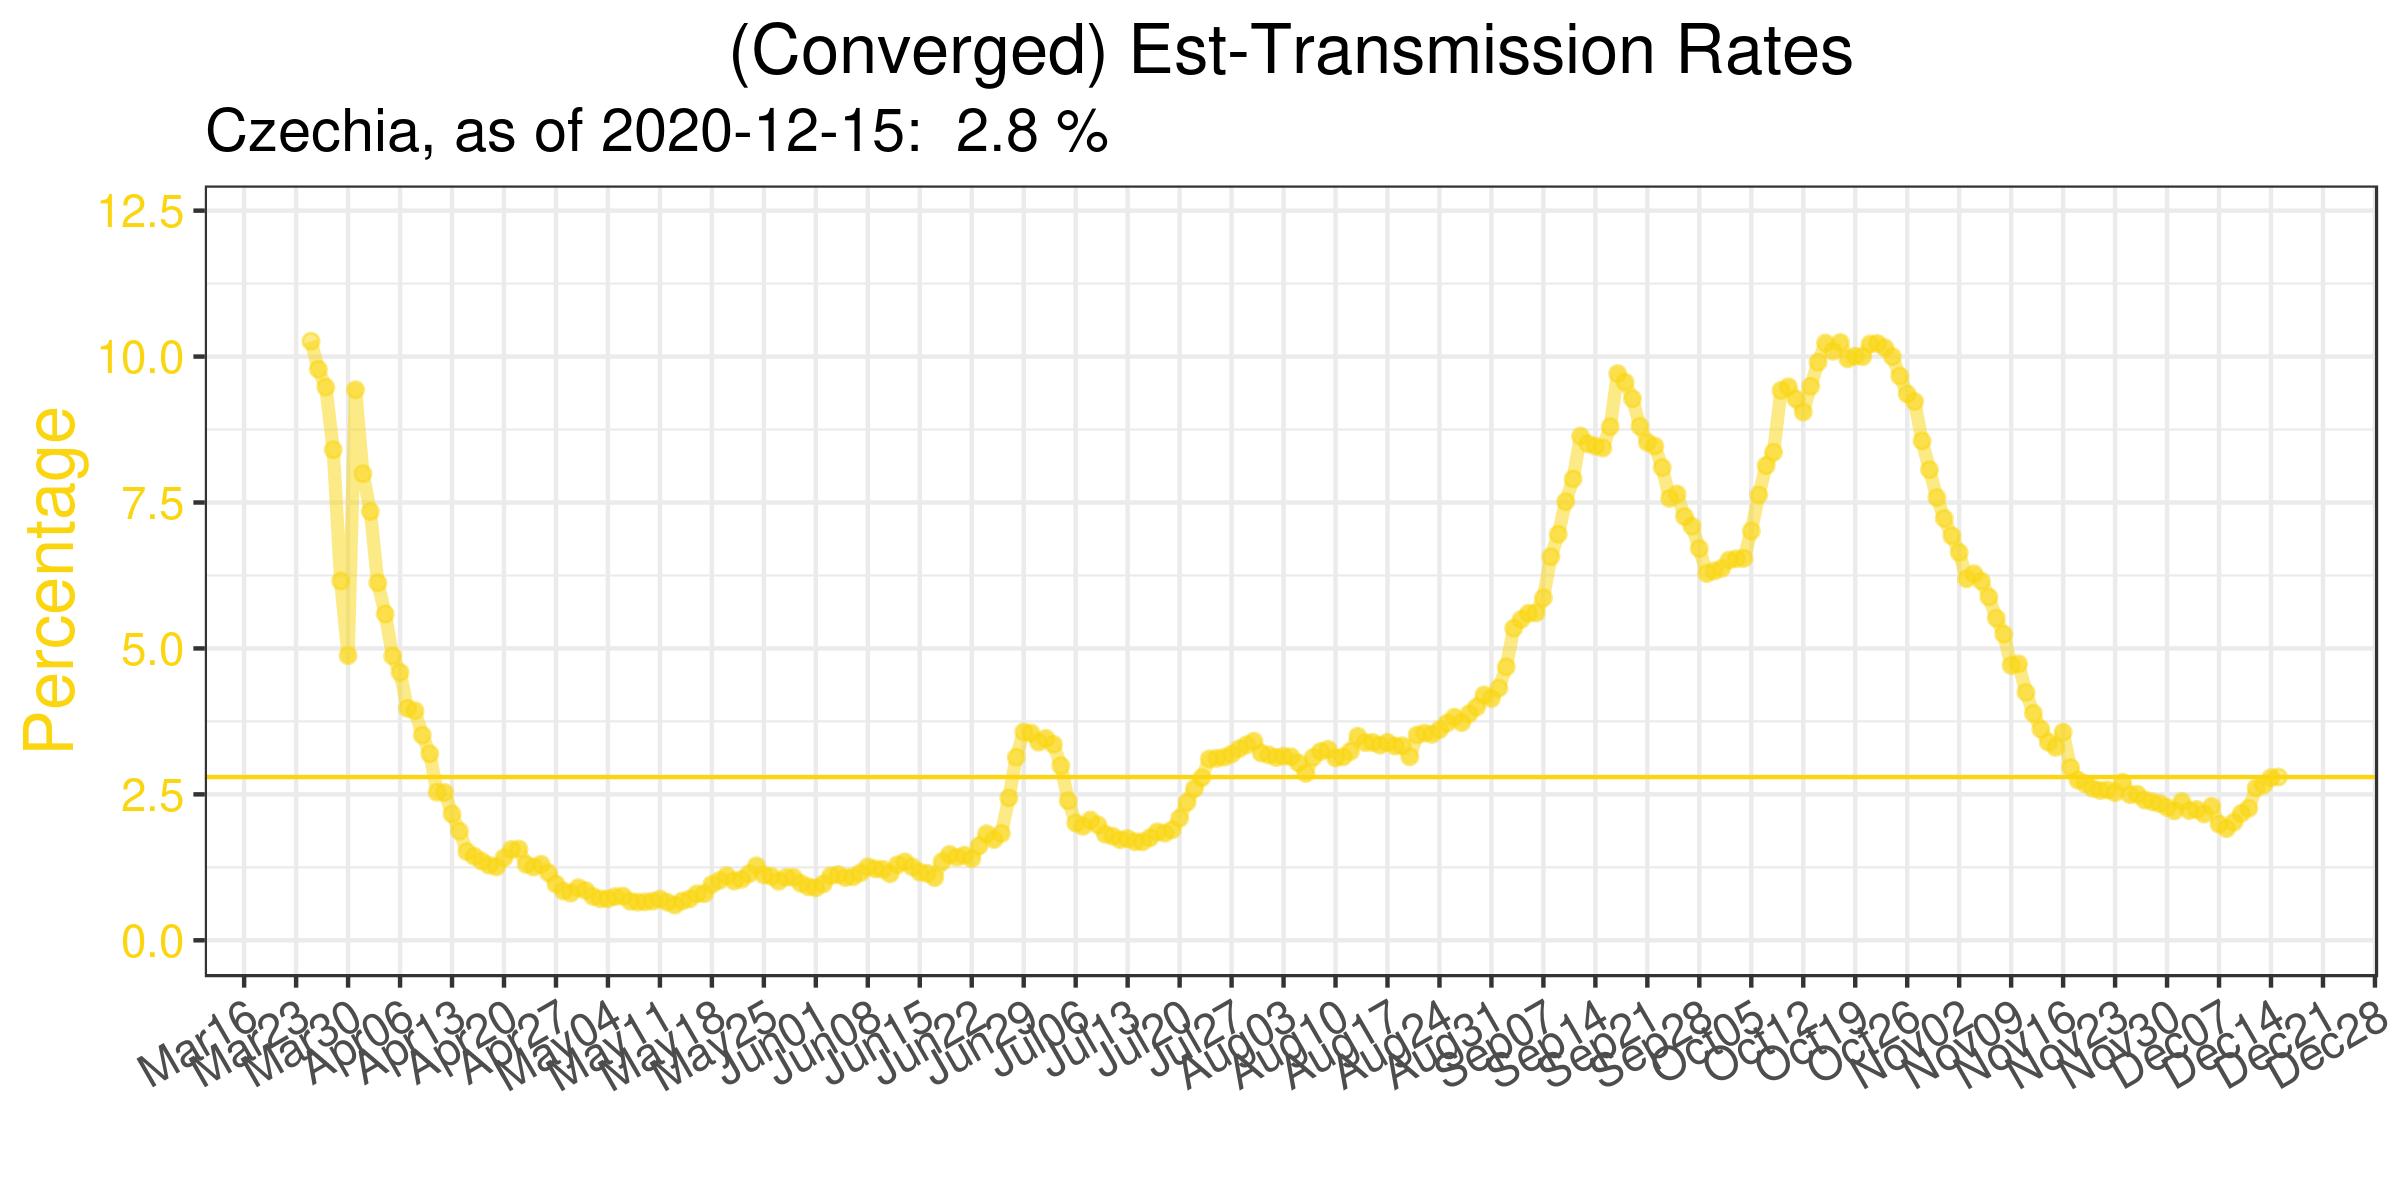 (Converged) Est-Transmission Rates
Czechia, as of 2020-12-15:  2.8 %
Percentage
12.5
10.0
7.5
5.0
2.5
0.0
Mar16
Mar23
Mar30
Apr06
Apr13
Apr20
Apr27
May04
May11
May18
May25
Jun01
Jun08
Jun15
Jun22
Jun29
Jul06
Jul13
Jul20
Jul27
Aug03
Aug10
Aug17
Aug24
Aug31
Sep07
Sep14
Sep21
Sep28
Oct05
Oct12
Oct19
Oct26
Nov02
Nov09
Nov16
Nov23
Nov30
Dec07
Dec14
Dec21
Dec28